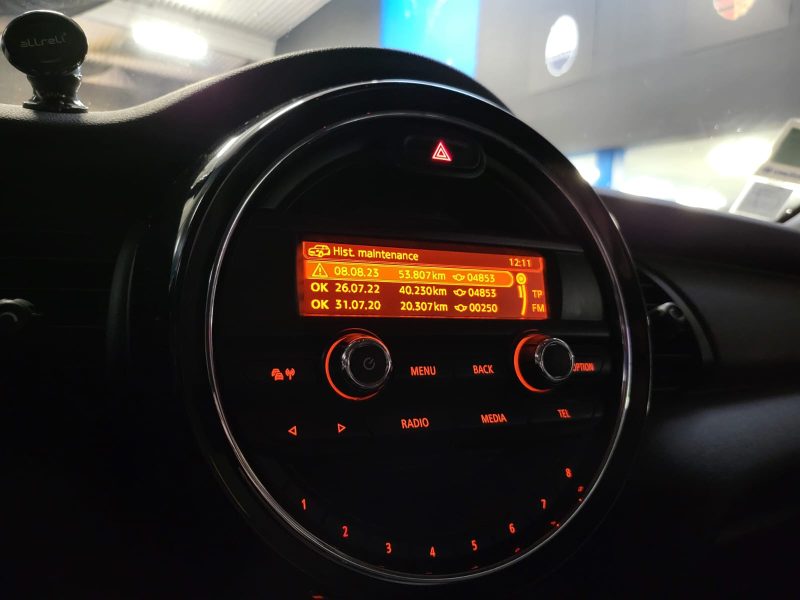 allreli
Hist. maintenance
12:11
08.08.23 53.807km 04853
OK 26.07.22 40.230km 04853 TP
OK 31.07.20 20.307km 00250 FM
MENU BACK OPTION
RADIO MEDIA TEL
1 2 3 4 5 6 7 8